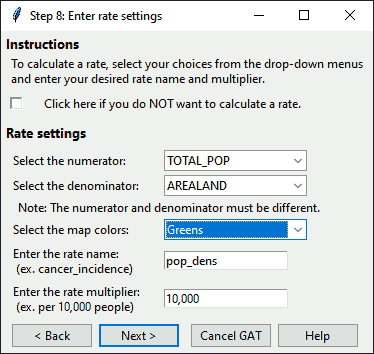 Step 8: Enter rate settings
Instructions
To calculate a rate, select your choices from the drop-down menus
and enter your desired rate name and multiplier.
Click here if you do NOT want to calculate a rate.
Rate settings
Select the numerator: TOTAL_POP
Select the denominator: AREALAND
Note: The numerator and denominator must be different.
Select the map colors: Greens
Enter the rate name:
(ex. cancer_incidence) pop_dens
Enter the rate multiplier:
(ex. per 10,000 people) 10,000
< Back Next > Cancel GAT Help